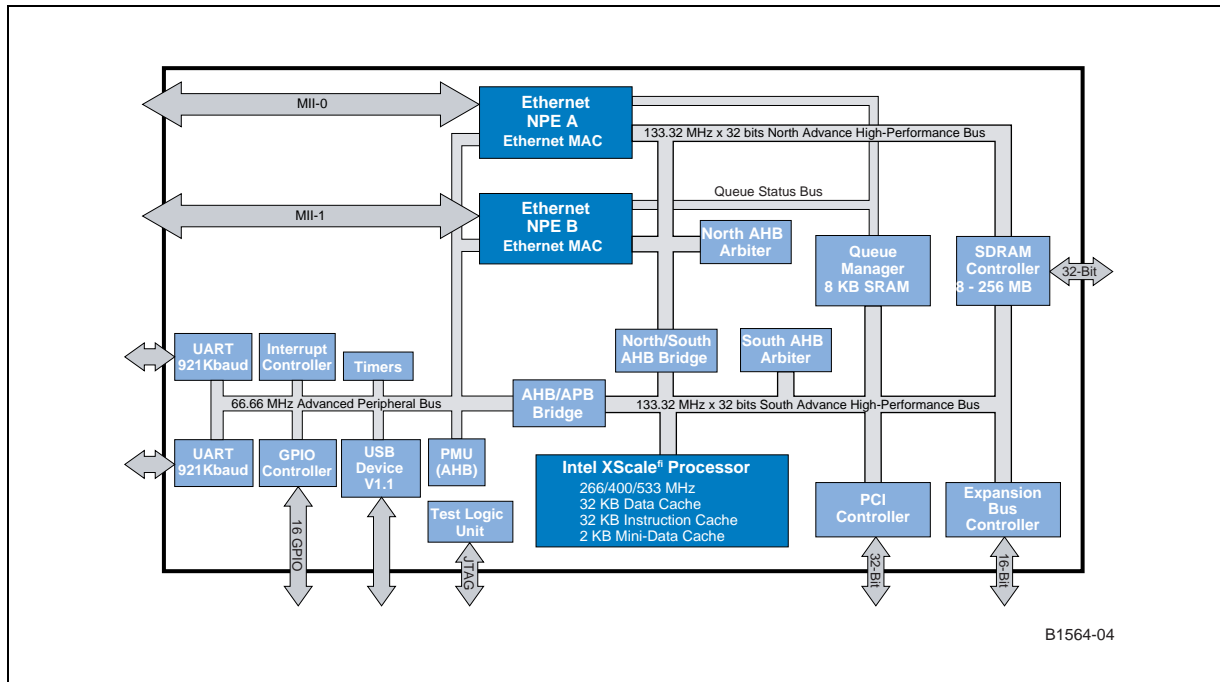 MII-0
Ethernet
NPE A
Ethernet MAC
133.32 MHz x 32 bits North Advance High-Performance Bus
Queue Status Bus
MII-1
Ethernet
NPE B
Ethernet MAC
North AHB
Arbiter
Queue
Manager
8 KB SRAM
SDRAM
Controller
8 - 256 MB
32-Bit
UART
921Kbaud
Interrupt
Controller
Timers
North/South
AHB Bridge
South AHB
Arbiter
AHB/APB
Bridge
66.66 MHz Advanced Peripheral Bus
133.32 MHz x 32 bits South Advance High-Performance Bus
UART
921Kbaud
GPIO
Controller
USB
Device
V1.1
PMU
(AHB)
Test Logic
Unit
Intel XScalefi Processor
266/400/533 MHz
32 KB Data Cache
32 KB Instruction Cache
2 KB Mini-Data Cache
PCI
Controller
Expansion
Bus
Controller
16 GPIO
JTAG
32-Bit
16-Bit
B1564-04